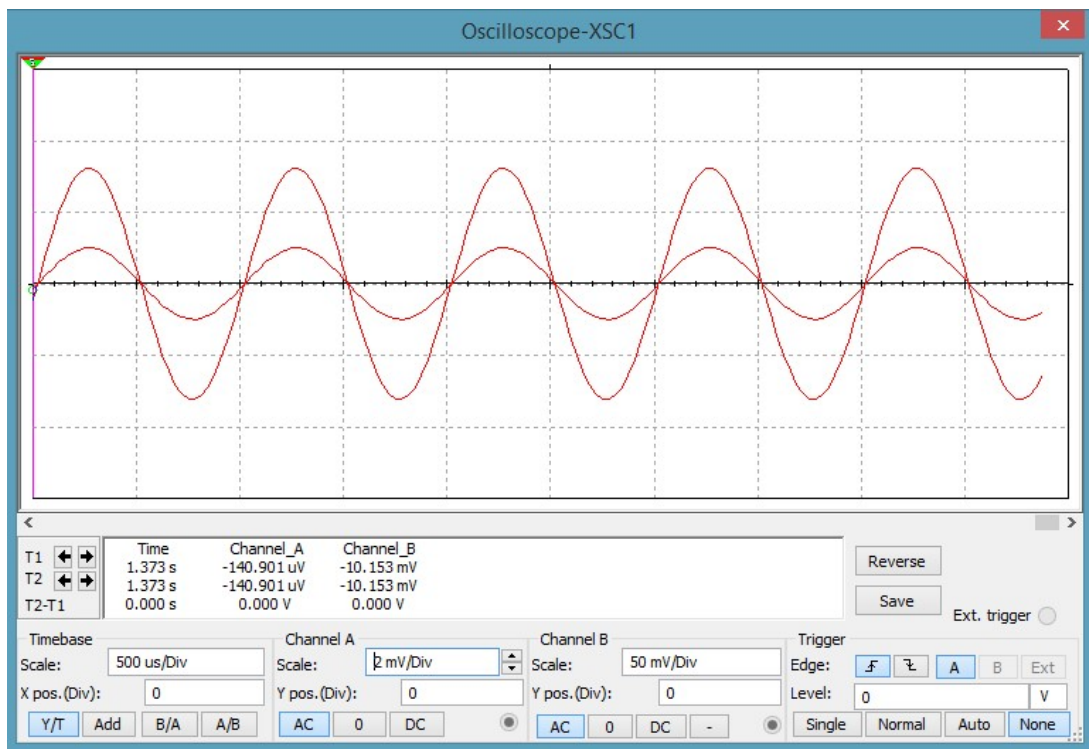 Oscilloscope-XSC1
Time Channel_A Channel_B
T1 1.373 s -140.901 uV -10.153 mV
T2 1.373 s -140.901 uV -10.153 mV
T2-T1 0.000 s 0.000 V 0.000 V
Reverse
Save
Ext. trigger
Timebase
Scale: 500 us/Div
X pos.(Div): 0
Y/T Add B/A A/B
Channel A
Scale: 2 mV/Div
Y pos.(Div): 0
AC 0 DC
Channel B
Scale: 50 mV/Div
Y pos.(Div): 0
AC 0 DC -
Trigger
Edge: A B Ext
Level: 0 V
Single Normal Auto None